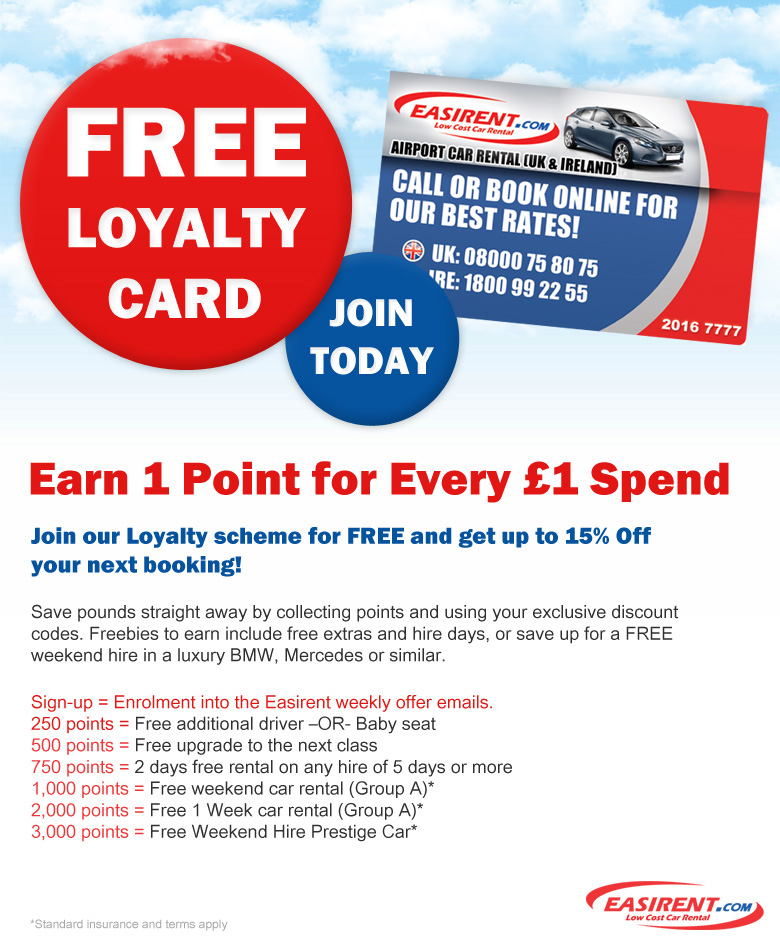 FREE
LOYALTY
CARD
JOIN
TODAY
EASIRENT.COM
Low Cost Car Rental
AIRPORT CAR RENTAL (UK & IRELAND)
CALL OR BOOK ONLINE FOR
OUR BEST RATES!
UK: 08000 75 80 75
IRE: 1800 99 22 55
2016 7777
Earn 1 Point for Every £1 Spend
Join our Loyalty scheme for FREE and get up to 15% Off
your next booking!
Save pounds straight away by collecting points and using your exclusive discount
codes. Freebies to earn include free extras and hire days, or save up for a FREE
weekend hire in a luxury BMW, Mercedes or similar.
Sign-up = Enrolment into the Easirent weekly offer emails.
250 points = Free additional driver –OR- Baby seat
500 points = Free upgrade to the next class
750 points = 2 days free rental on any hire of 5 days or more
1,000 points = Free weekend car rental (Group A)*
2,000 points = Free 1 Week car rental (Group A)*
3,000 points = Free Weekend Hire Prestige Car*
*Standard insurance and terms apply
EASIRENT.COM
Low Cost Car Rental